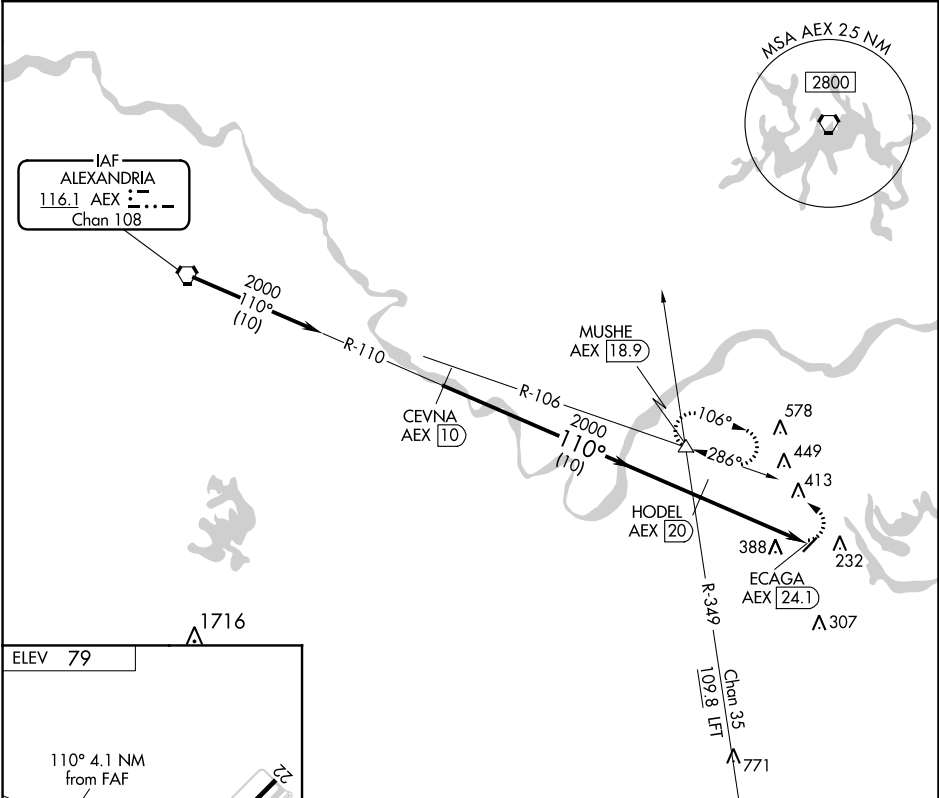 MSA AEX 25 NM
2800
IAF
ALEXANDRIA
116.1 AEX
Chan 108
2000
110°
(10)
R-110
CEVNA
AEX 10
R-106
2000
110°
(10)
MUSHE
AEX 18.9
106°
286°
578
449
413
HODEL
AEX 20
388
232
ECAGA
AEX 24.1
307
R-349
Chan 35
109.8 LFT
771
1716
ELEV 79
110° 4.1 NM
from FAF
22